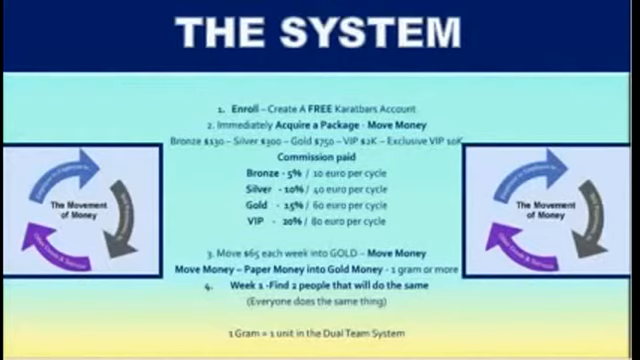 THE SYSTEM
1. Enroll – Create A FREE Karatbars Account
2. Immediately Acquire a Package - Move Money
Bronze $130 – Silver $300 – Gold $750 – VIP $2K – Exclusive VIP 10K
Commission paid
Bronze - 5% / 10 euro per cycle
Silver - 10% / 40 euro per cycle
Gold - 15% / 60 euro per cycle
VIP - 20% / 80 euro per cycle
The Movement
of Money
The Movement
of Money
3. Move $65 each week into GOLD – Move Money
Move Money – Paper Money into Gold Money - 1 gram or more
4. Week 1 -Find 2 people that will do the same
(Everyone does the same thing)
1 Gram = 1 unit in the Dual Team System